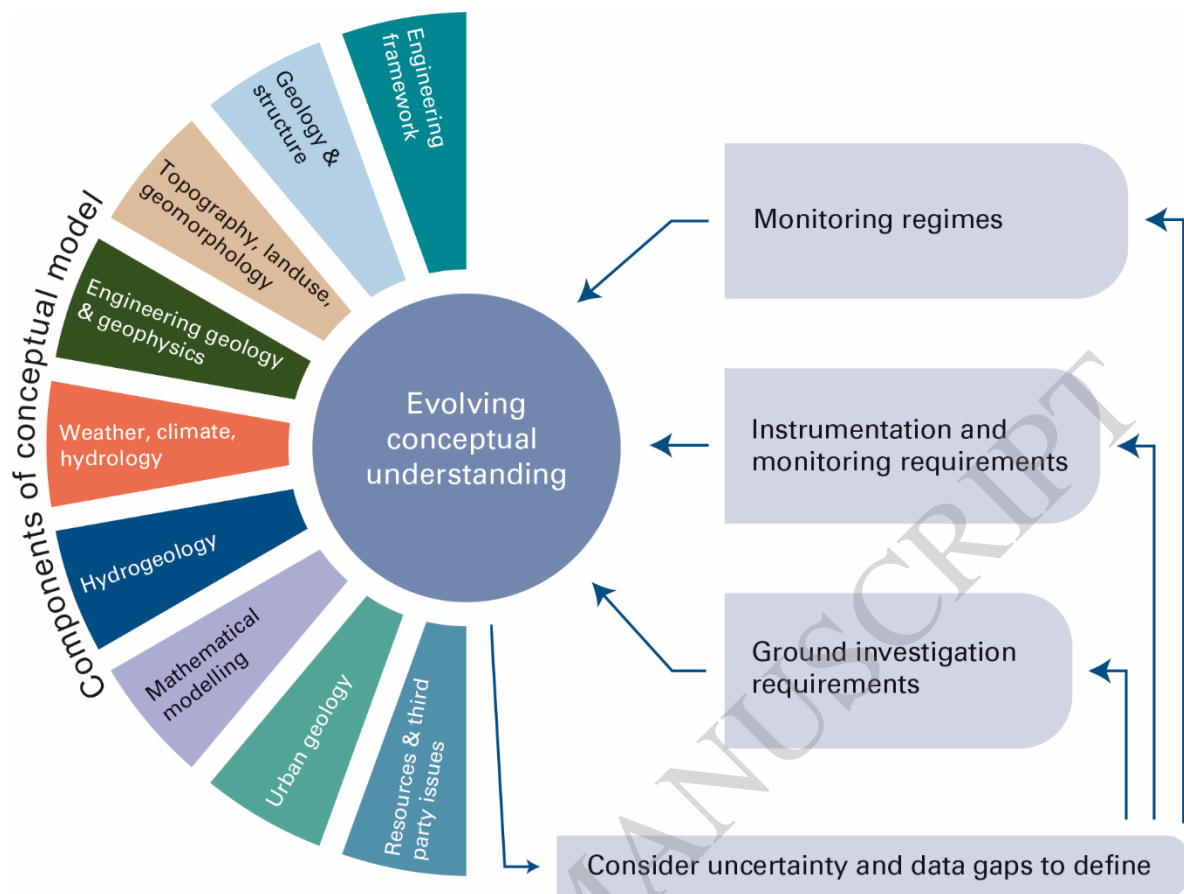 Components of conceptual model
Engineering
framework
Geology &
structure
Topography, landuse,
geomorphology
Engineering geology
& geophysics
Weather, climate,
hydrology
Hydrogeology
Mathematical
modelling
Urban geology
Resources & third
party issues
Evolving
conceptual
understanding
Monitoring regimes
Instrumentation and
monitoring requirements
Ground investigation
requirements
Consider uncertainty and data gaps to define
MANUSCRIPT